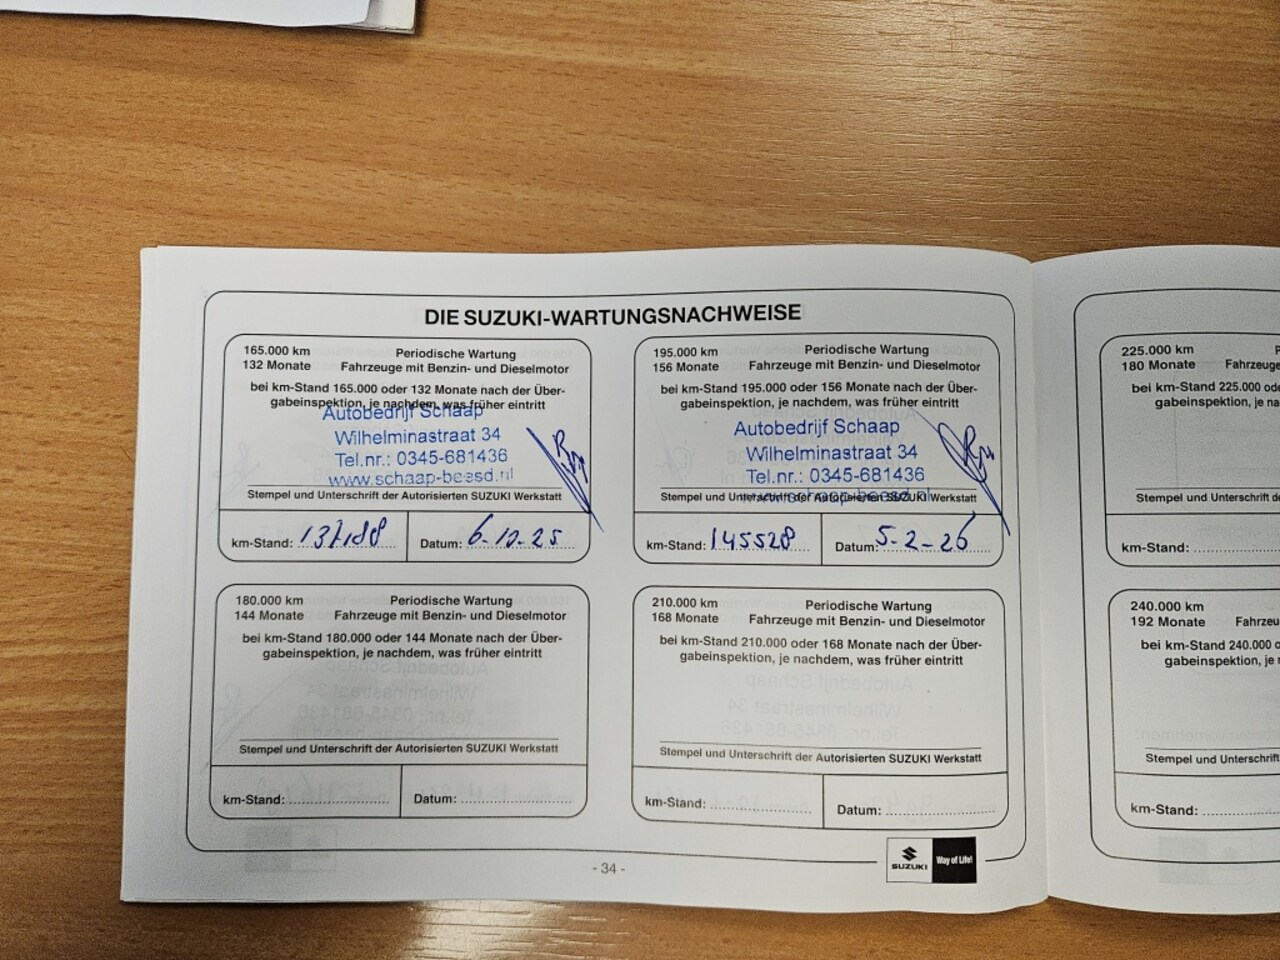 DIE SUZUKI-WARTUNGSNACHWEISE
165.000 km Periodische Wartung
132 Monate Fahrzeuge mit Benzin- und Dieselmotor
bei km-Stand 165.000 oder 132 Monate nach der Über-
gabeinspektion, je nachdem, was früher eintritt
Autobedrijf Schaap
Wilhelminastraat 34
Tel.nr.: 0345-681436
www.schaap-beesd.nl
Stempel und Unterschrift der Autorisierten SUZUKI Werkstatt
km-Stand: Datum: 6-10-25
195.000 km Periodische Wartung
156 Monate Fahrzeuge mit Benzin- und Dieselmotor
bei km-Stand 195.000 oder 156 Monate nach der Über-
gabeinspektion, je nachdem, was früher eintritt
Autobedrijf Schaap
Wilhelminastraat 34
Tel.nr.: 0345-681436
www.schaap-beesd.nl
Stempel und Unterschrift der Autorisierten SUZUKI Werkstatt
km-Stand: 145528 Datum: 5-2-26
180.000 km Periodische Wartung
144 Monate Fahrzeuge mit Benzin- und Dieselmotor
bei km-Stand 180.000 oder 144 Monate nach der Über-
gabeinspektion, je nachdem, was früher eintritt
Stempel und Unterschrift der Autorisierten SUZUKI Werkstatt
km-Stand: Datum:
210.000 km Periodische Wartung
168 Monate Fahrzeuge mit Benzin- und Dieselmotor
bei km-Stand 210.000 oder 168 Monate nach der Über-
gabeinspektion, je nachdem, was früher eintritt
Stempel und Unterschrift der Autorisierten SUZUKI Werkstatt
km-Stand: Datum:
- 34 -
SUZUKI Way of Life!
225.000 km
180 Monate Fahrze
bei km-Stand 225.000 ode
gabeinspektion, je na
Stempel und Unterschrift de
km-Stand:
240.000 km
192 Monate Fahrzeu
bei km-Stand 240.000 o
gabeinspektion, je n
Stempel und Unterschrift
km-Stand: